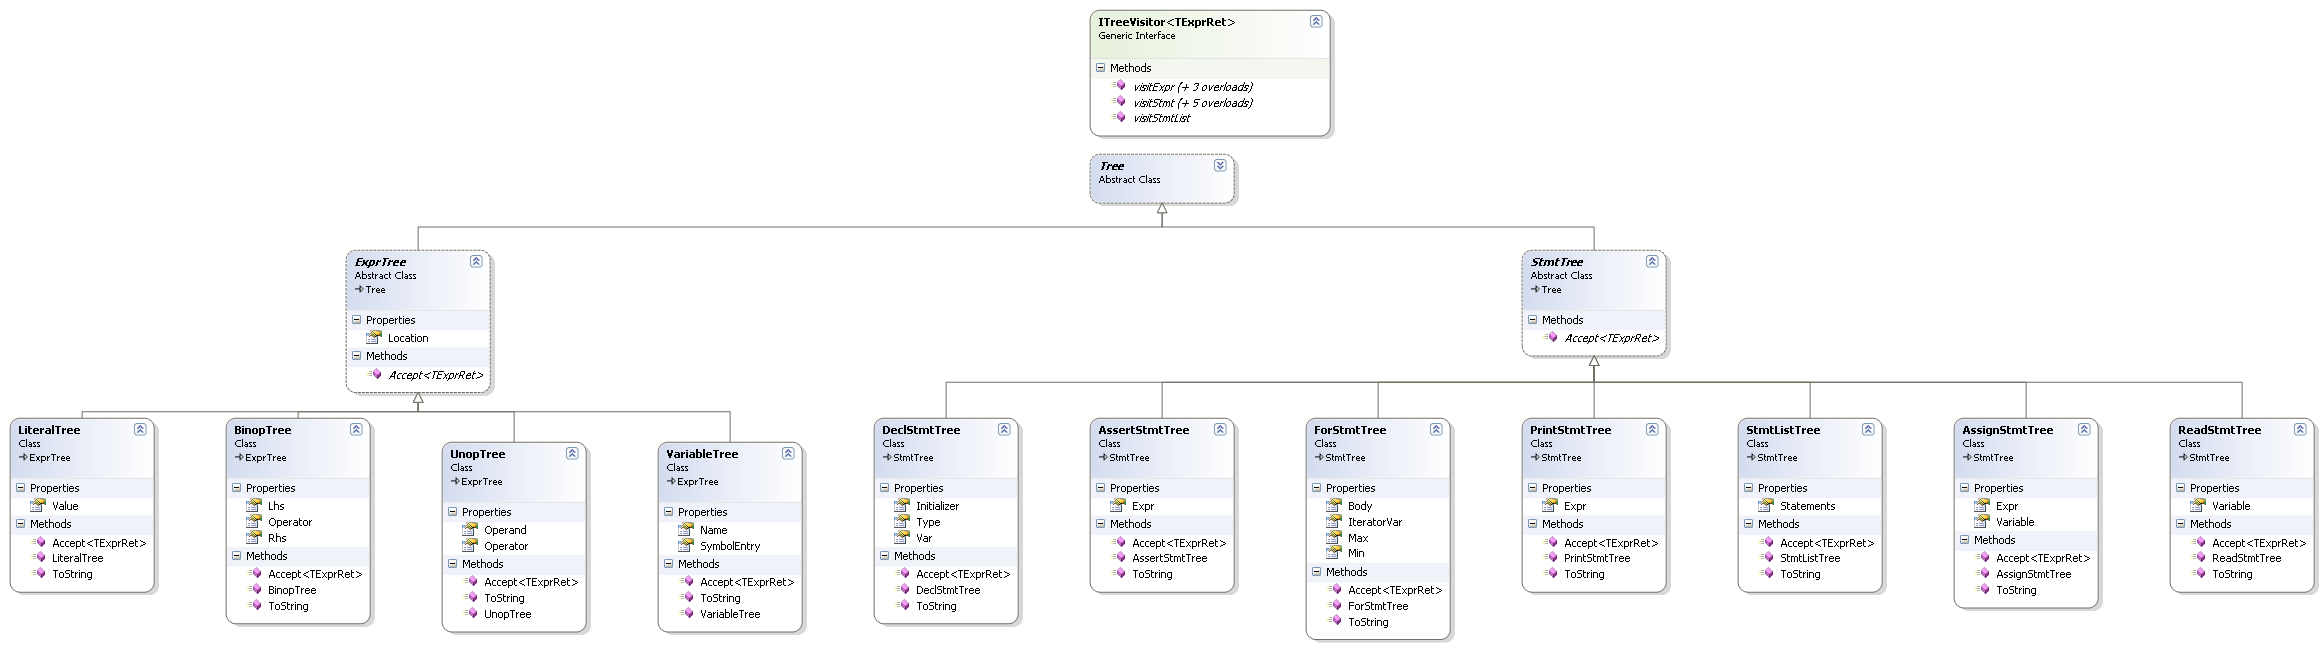 ITreeVisitor<TExprRet>
Generic Interface
Methods
visitExpr (+ 3 overloads)
visitStmt (+ 5 overloads)
visitStmtList
Tree
Abstract Class
ExprTree
Abstract Class
Tree
Properties
Location
Methods
Accept<TExprRet>
StmtTree
Abstract Class
Tree
Methods
Accept<TExprRet>
LiteralTree
Class
ExprTree
Properties
Value
Methods
Accept<TExprRet>
LiteralTree
ToString
BinopTree
Class
ExprTree
Properties
Lhs
Operator
Rhs
Methods
Accept<TExprRet>
BinopTree
ToString
UnopTree
Class
ExprTree
Properties
Operand
Operator
Methods
Accept<TExprRet>
ToString
UnopTree
VariableTree
Class
ExprTree
Properties
Name
SymbolEntry
Methods
Accept<TExprRet>
ToString
VariableTree
DeclStmtTree
Class
StmtTree
Properties
Initializer
Type
Var
Methods
Accept<TExprRet>
DeclStmtTree
ToString
AssertStmtTree
Class
StmtTree
Properties
Expr
Methods
Accept<TExprRet>
AssertStmtTree
ToString
ForStmtTree
Class
StmtTree
Properties
Body
IteratorVar
Max
Min
Methods
Accept<TExprRet>
ForStmtTree
ToString
PrintStmtTree
Class
StmtTree
Properties
Expr
Methods
Accept<TExprRet>
PrintStmtTree
ToString
StmtListTree
Class
StmtTree
Properties
Statements
Methods
Accept<TExprRet>
StmtListTree
ToString
AssignStmtTree
Class
StmtTree
Properties
Expr
Variable
Methods
Accept<TExprRet>
AssignStmtTree
ToString
ReadStmtTree
Class
StmtTree
Properties
Variable
Methods
Accept<TExprRet>
ReadStmtTree
ToString